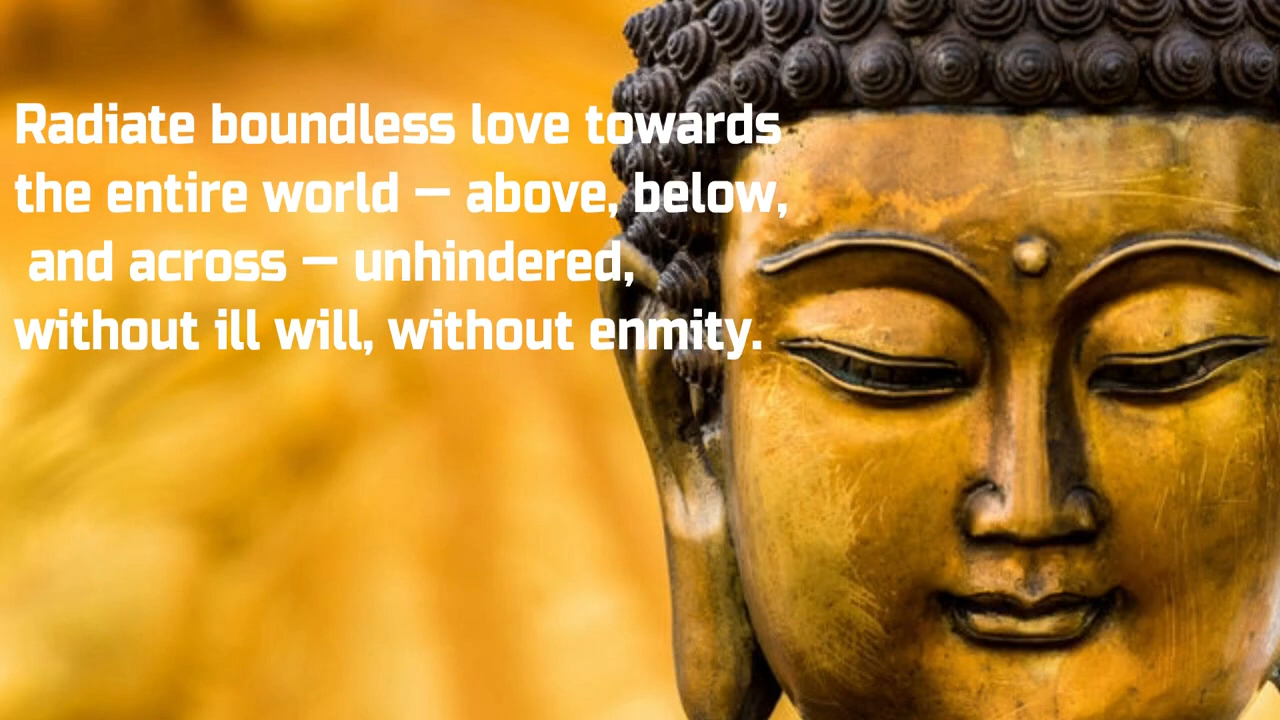 Radiate boundless love towards
the entire world — above, below,
and across — unhindered,
without ill will, without enmity.